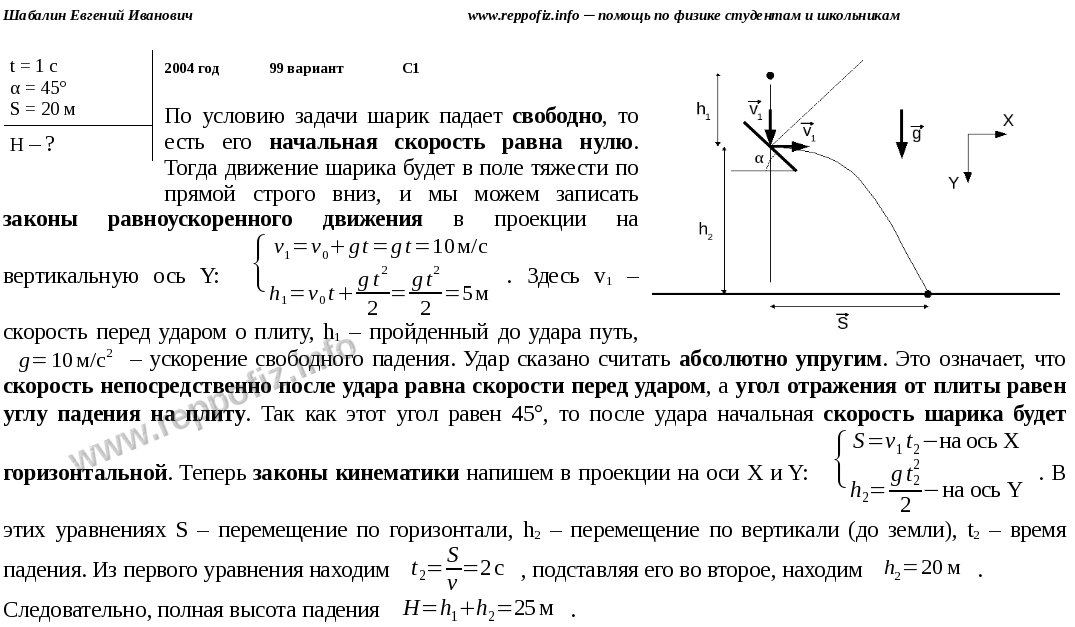 Шабалин Евгений Иванович www.reppofiz.info — помощь по физике студентам и школьникам
t = 1 с
α = 45°
S = 20 м
H – ?
2004 год 99 вариант C1
По условию задачи шарик падает свободно, то
есть его начальная скорость равна нулю.
Тогда движение шарика будет в поле тяжести по
прямой строго вниз, и мы можем записать
законы равноускоренного движения в проекции на
вертикальную ось Y: { v₁=v₀+gt=gt=10 м/с
h₁=v₀t+gt²/2=gt²/2=5 м . Здесь v₁ –
скорость перед ударом о плиту, h₁ – пройденный до удара путь,
g=10 м/с² – ускорение свободного падения. Удар сказано считать абсолютно упругим. Это означает, что
скорость непосредственно после удара равна скорости перед ударом, а угол отражения от плиты равен
углу падения на плиту. Так как этот угол равен 45°, то после удара начальная скорость шарика будет
горизонтальной. Теперь законы кинематики напишем в проекции на оси X и Y: { S=v₁t₂ – на ось X
h₂=gt₂²/2 – на ось Y . В
этих уравнениях S – перемещение по горизонтали, h₂ – перемещение по вертикали (до земли), t₂ – время
падения. Из первого уравнения находим t₂=S/v=2 с , подставляя его во второе, находим h₂=20 м .
Следовательно, полная высота падения H=h₁+h₂=25 м .
h₁
v₁
v₁
α
g
X
Y
h₂
S
www.reppofiz.info